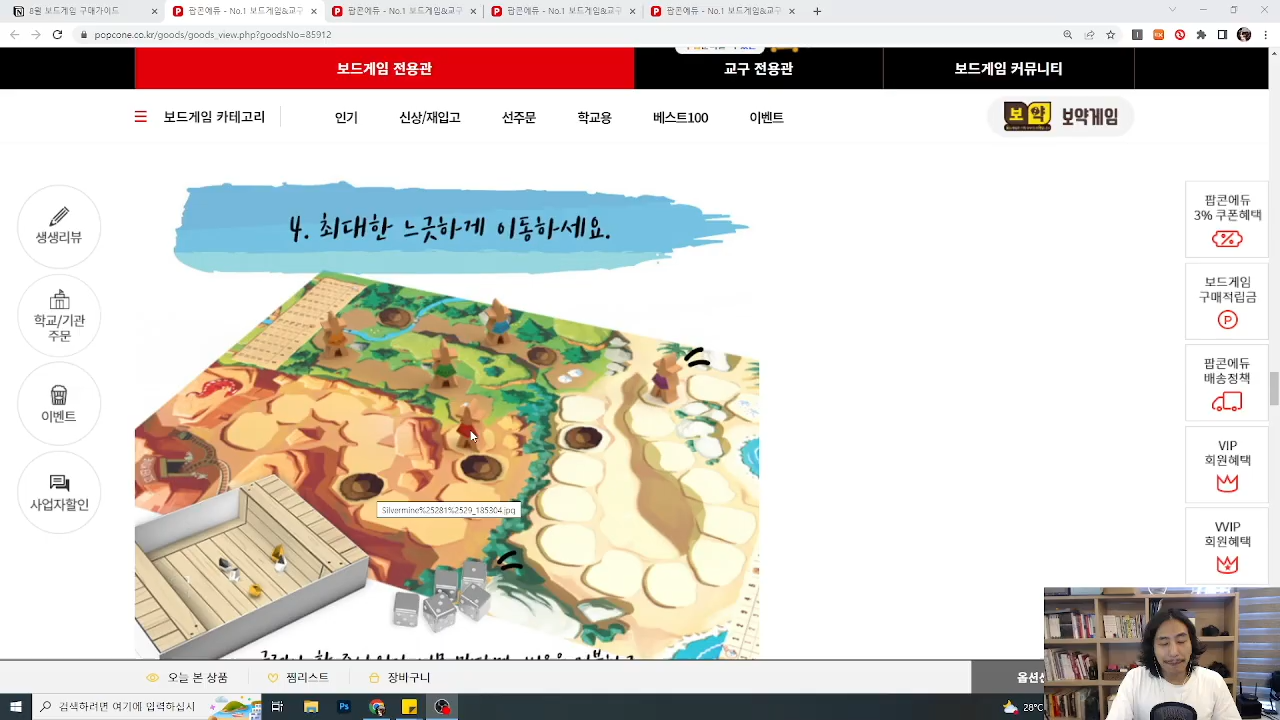 8월 보드게임 구매가이드
팝콘에듀 - No.1 보드게임&교구
팝콘에듀 - No.1 보드게임&교구
팝콘에듀 - No.1 보드게임&교구
팝콘에듀 - No.1 보드게임&교구
popcone.co.kr/goods/goods_view.php?goodsNo=85912
보드게임 전용관
교구 전용관
보드게임 커뮤니티
보드게임 카테고리
인기
신상/재입고
선주문
학교용
베스트100
이벤트
보약
보약게임
생생리뷰
학교/기관
주문
이벤트
사업자할인
4. 최대한 느긋하게 이동하세요.
Silvermine%25281%2529_185304.jpg
팝콘에듀
3% 쿠폰혜택
보드게임
구매적립금
팝콘에듀
배송정책
VIP
회원혜택
VVIP
회원혜택
오늘 본 상품
찜리스트
장바구니
검색하려면 여기에 입력하십시
28°C